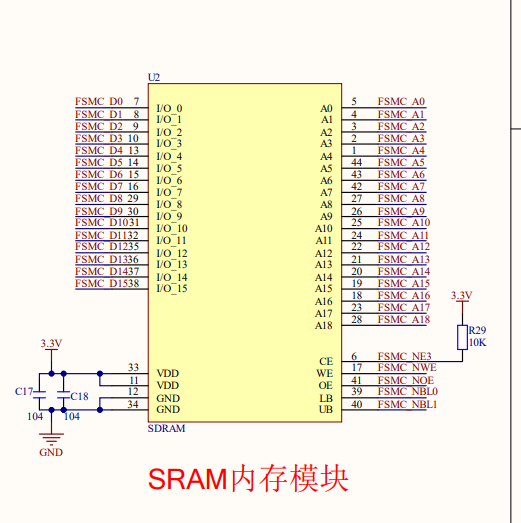 U2
FSMC_D0 7 I/O_0 A0 5 FSMC_A0
FSMC_D1 8 I/O_1 A1 4 FSMC_A1
FSMC_D2 9 I/O_2 A2 3 FSMC_A2
FSMC_D3 10 I/O_3 A3 2 FSMC_A3
FSMC_D4 13 I/O_4 A4 1 FSMC_A4
FSMC_D5 14 I/O_5 A5 44 FSMC_A5
FSMC_D6 15 I/O_6 A6 43 FSMC_A6
FSMC_D7 16 I/O_7 A7 42 FSMC_A7
FSMC_D8 29 I/O_8 A8 27 FSMC_A8
FSMC_D9 30 I/O_9 A9 26 FSMC_A9
FSMC_D10 31 I/O_10 A10 25 FSMC_A10
FSMC_D11 32 I/O_11 A11 24 FSMC_A11
FSMC_D12 35 I/O_12 A12 22 FSMC_A12
FSMC_D13 36 I/O_13 A13 21 FSMC_A13
FSMC_D14 37 I/O_14 A14 20 FSMC_A14
FSMC_D15 38 I/O_15 A15 19 FSMC_A15
A16 18 FSMC_A16
A17 23 FSMC_A17
A18 28 FSMC_A18
3.3V
R29
10K
CE 6 FSMC_NE3
3.3V
33 VDD WE 17 FSMC_NWE
11 VDD OE 41 FSMC_NOE
C17 C18 12 GND LB 39 FSMC_NBL0
104 104 34 GND UB 40 FSMC_NBL1
SDRAM
GND
SRAM内存模块